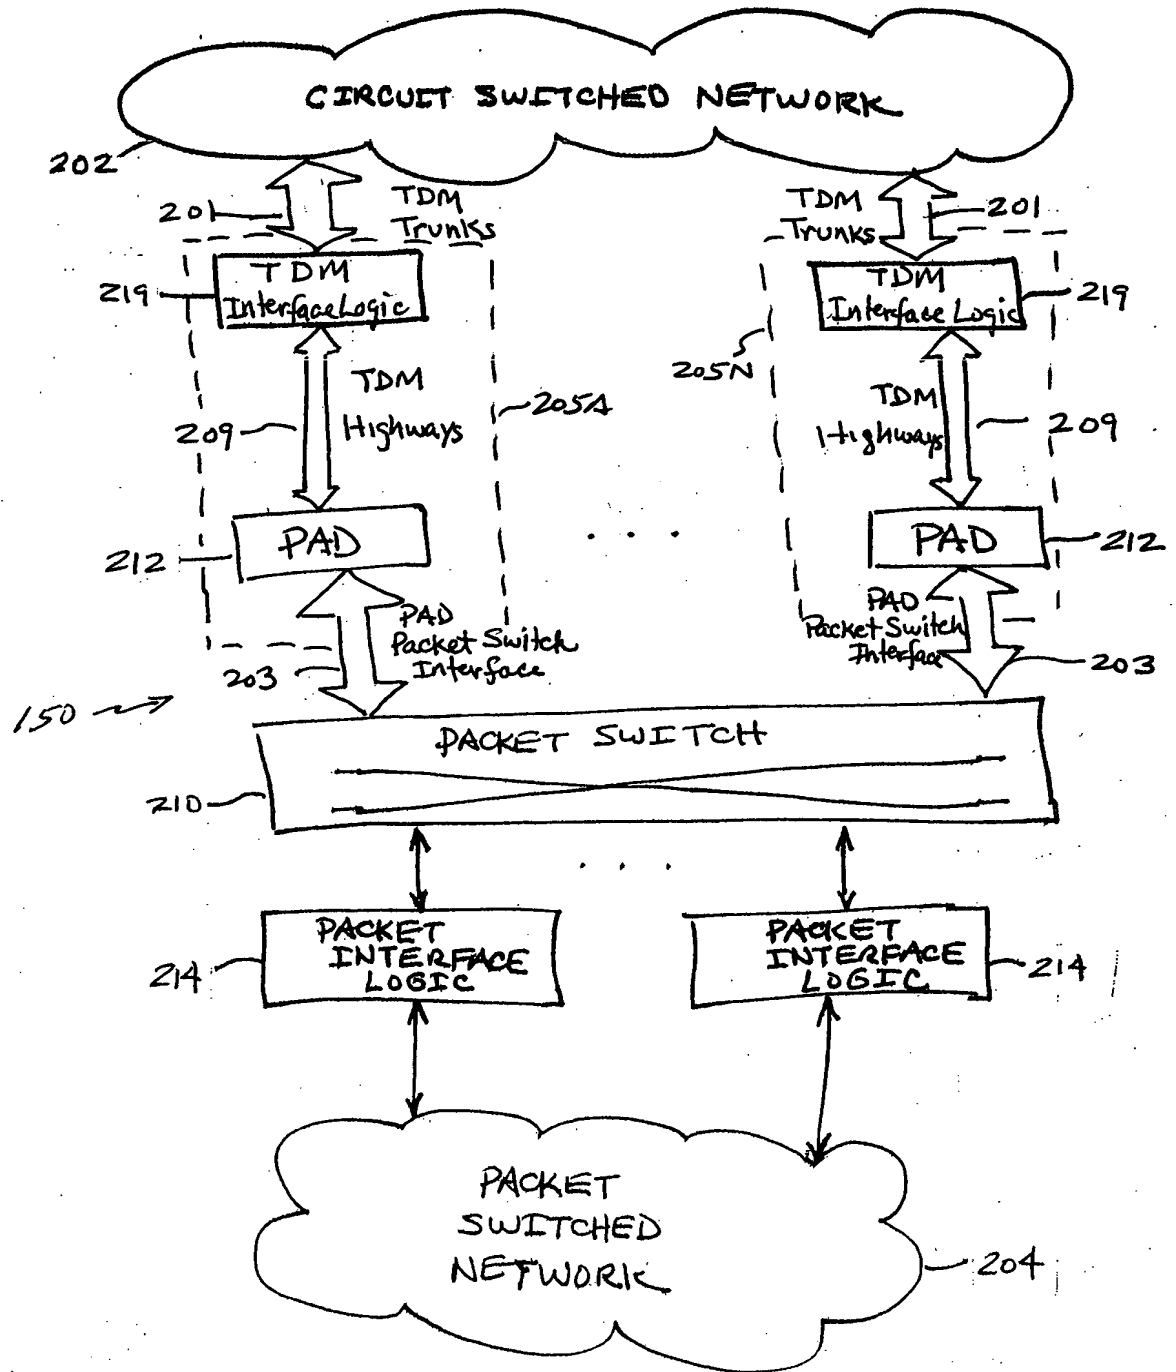 CIRCUIT SWITCHED NETWORK
202
201
TDM
Trunks
TDM
Trunks
201
219
TDM
Interface Logic
TDM
Interface Logic
219
205A
205N
209
TDM
Highways
TDM
Highways
209
212
PAD
. . .
PAD
212
203
PAD
Packet Switch
Interface
PAD
Packet Switch
Interface
203
150
PACKET SWITCH
210
. . .
214
PACKET
INTERFACE
LOGIC
PACKET
INTERFACE
LOGIC
214
PACKET
SWITCHED
NETWORK
204